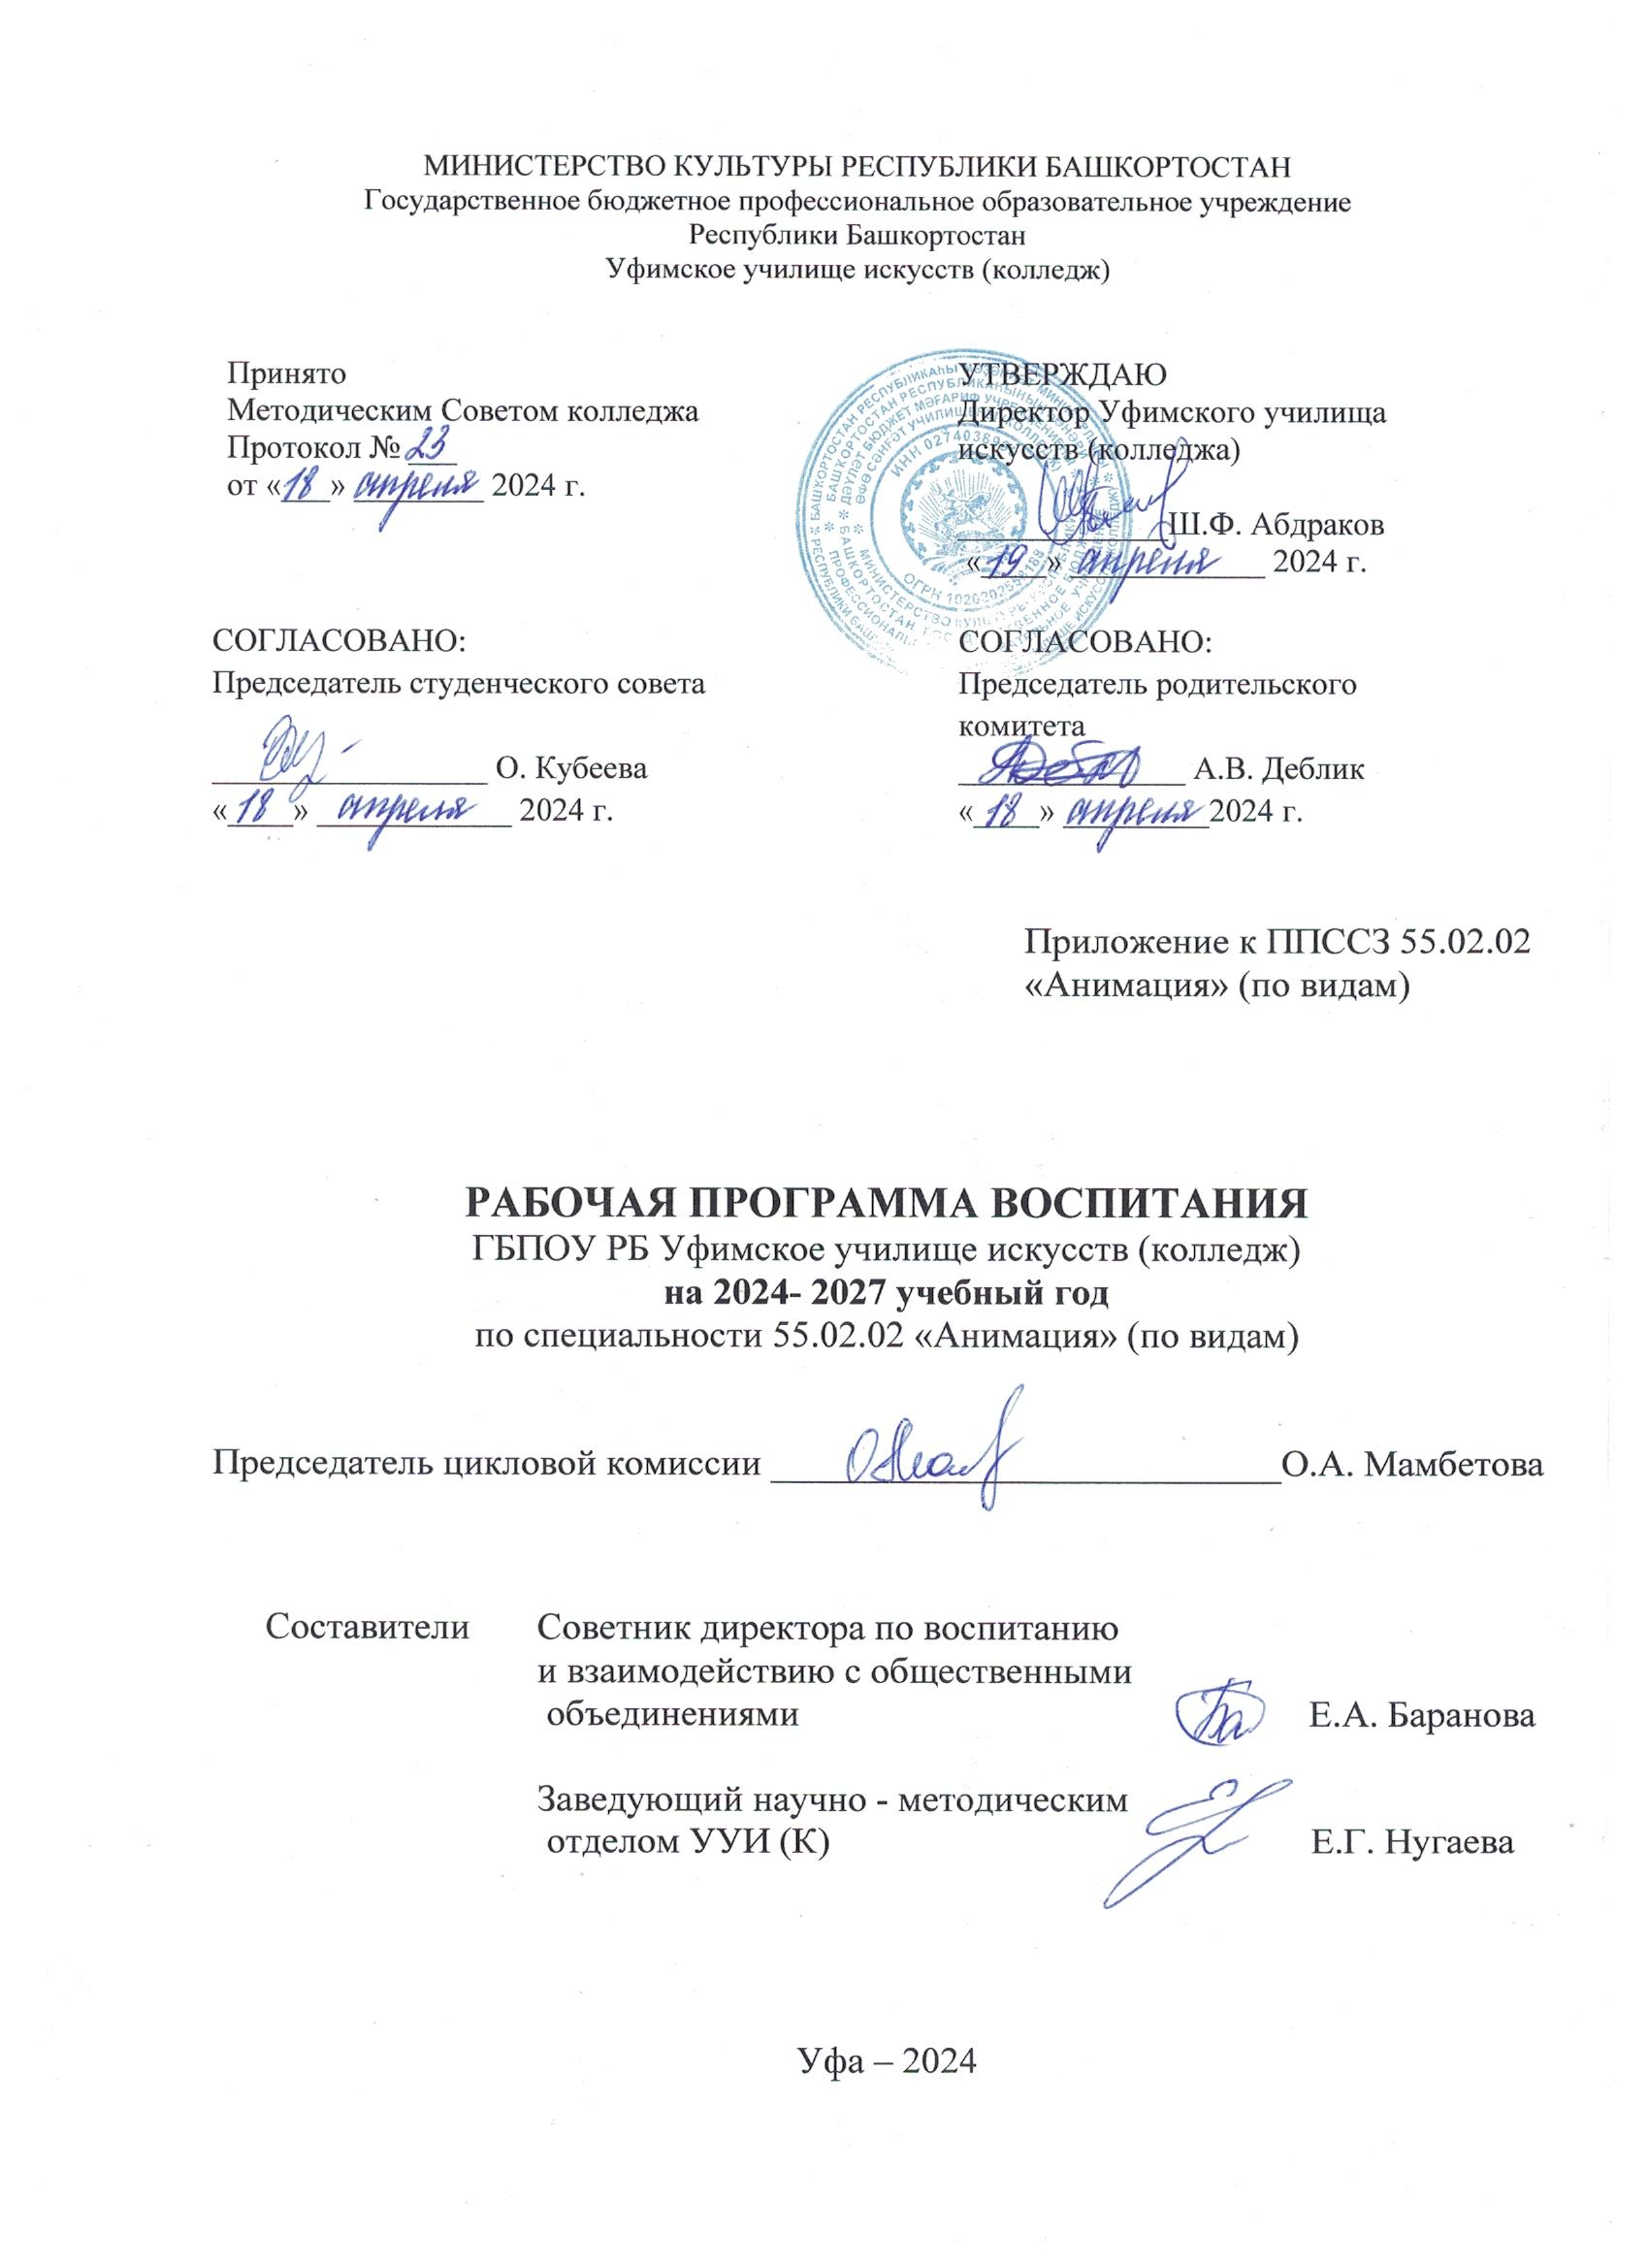 МИНИСТЕРСТВО КУЛЬТУРЫ РЕСПУБЛИКИ БАШКОРТОСТАН
Государственное бюджетное профессиональное образовательное учреждение
Республики Башкортостан
Уфимское училище искусств (колледж)
Принято
Методическим Советом колледжа
Протокол № 23
от «18» апреля 2024 г.
УТВЕРЖДАЮ
Директор Уфимского училища
искусств (колледжа)
Ш.Ф. Абдраков
«19» апреля 2024 г.
СОГЛАСОВАНО:
Председатель студенческого совета
О. Кубеева
«18» апреля 2024 г.
СОГЛАСОВАНО:
Председатель родительского
комитета
А.В. Деблик
«18» апреля 2024 г.
Приложение к ППССЗ 55.02.02
«Анимация» (по видам)
РАБОЧАЯ ПРОГРАММА ВОСПИТАНИЯ
ГБПОУ РБ Уфимское училище искусств (колледж)
на 2024- 2027 учебный год
по специальности 55.02.02 «Анимация» (по видам)
Председатель цикловой комиссии О.А. Мамбетова
Составители Советник директора по воспитанию
и взаимодействию с общественными
объединениями Е.А. Баранова
Заведующий научно - методическим
отделом УУИ (К) Е.Г. Нугаева
Уфа – 2024